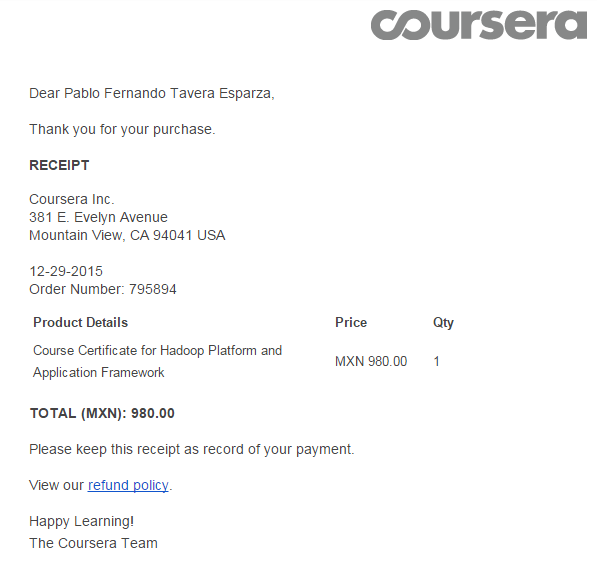 coursera
Dear Pablo Fernando Tavera Esparza,
Thank you for your purchase.
RECEIPT
Coursera Inc.
381 E. Evelyn Avenue
Mountain View, CA 94041 USA
12-29-2015
Order Number: 795894
Product Details Price Qty
Course Certificate for Hadoop Platform and
Application Framework MXN 980.00 1
TOTAL (MXN): 980.00
Please keep this receipt as record of your payment.
View our refund policy.
Happy Learning!
The Coursera Team